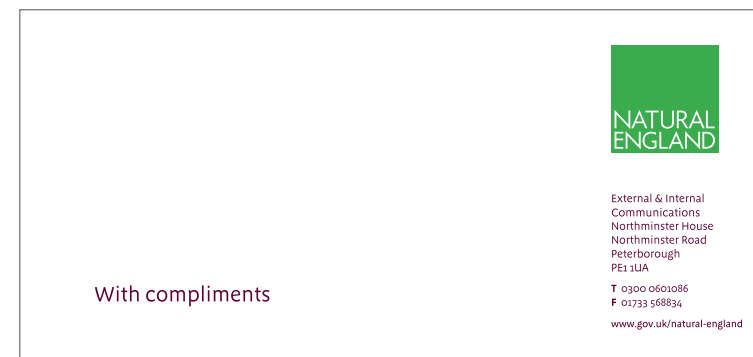 NATURAL
ENGLAND
External & Internal
Communications
Northminster House
Northminster Road
Peterborough
PE1 1UA
T 0300 0601086
F 01733 568834
www.gov.uk/natural-england
With compliments